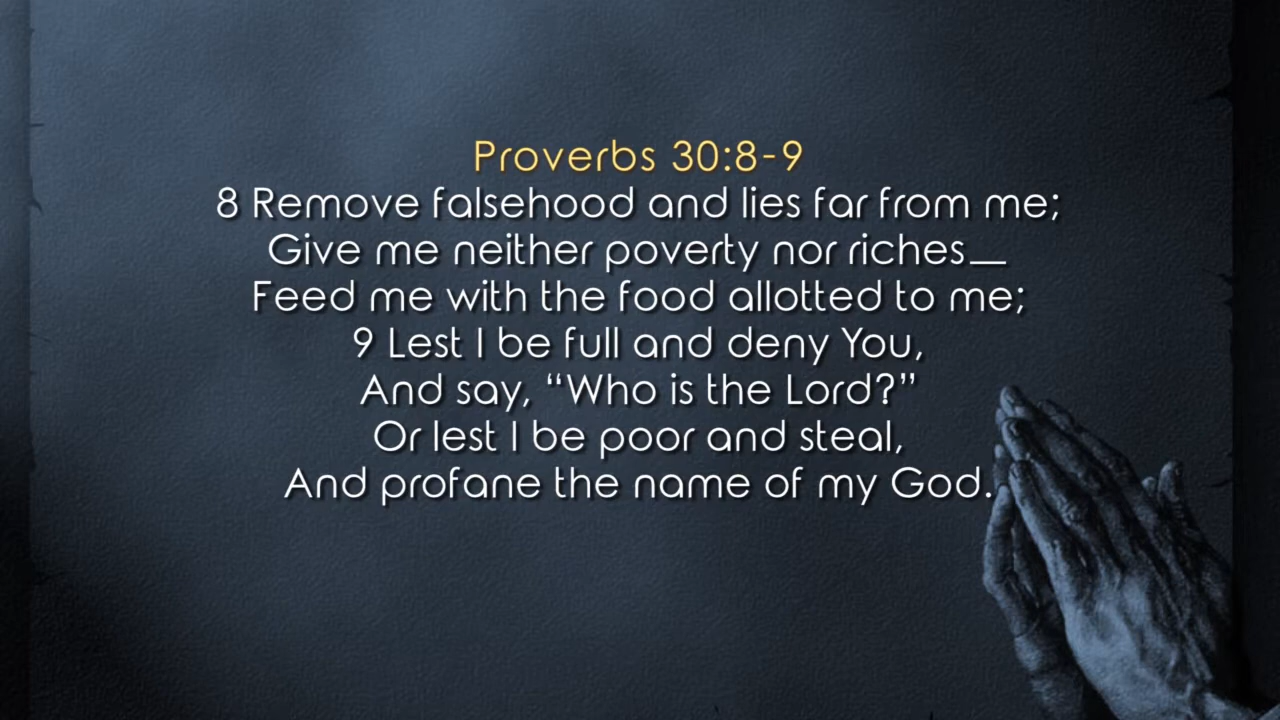 Proverbs 30:8-9
8 Remove falsehood and lies far from me;
Give me neither poverty nor riches—
Feed me with the food allotted to me;
9 Lest I be full and deny You,
And say, “Who is the Lord?”
Or lest I be poor and steal,
And profane the name of my God.